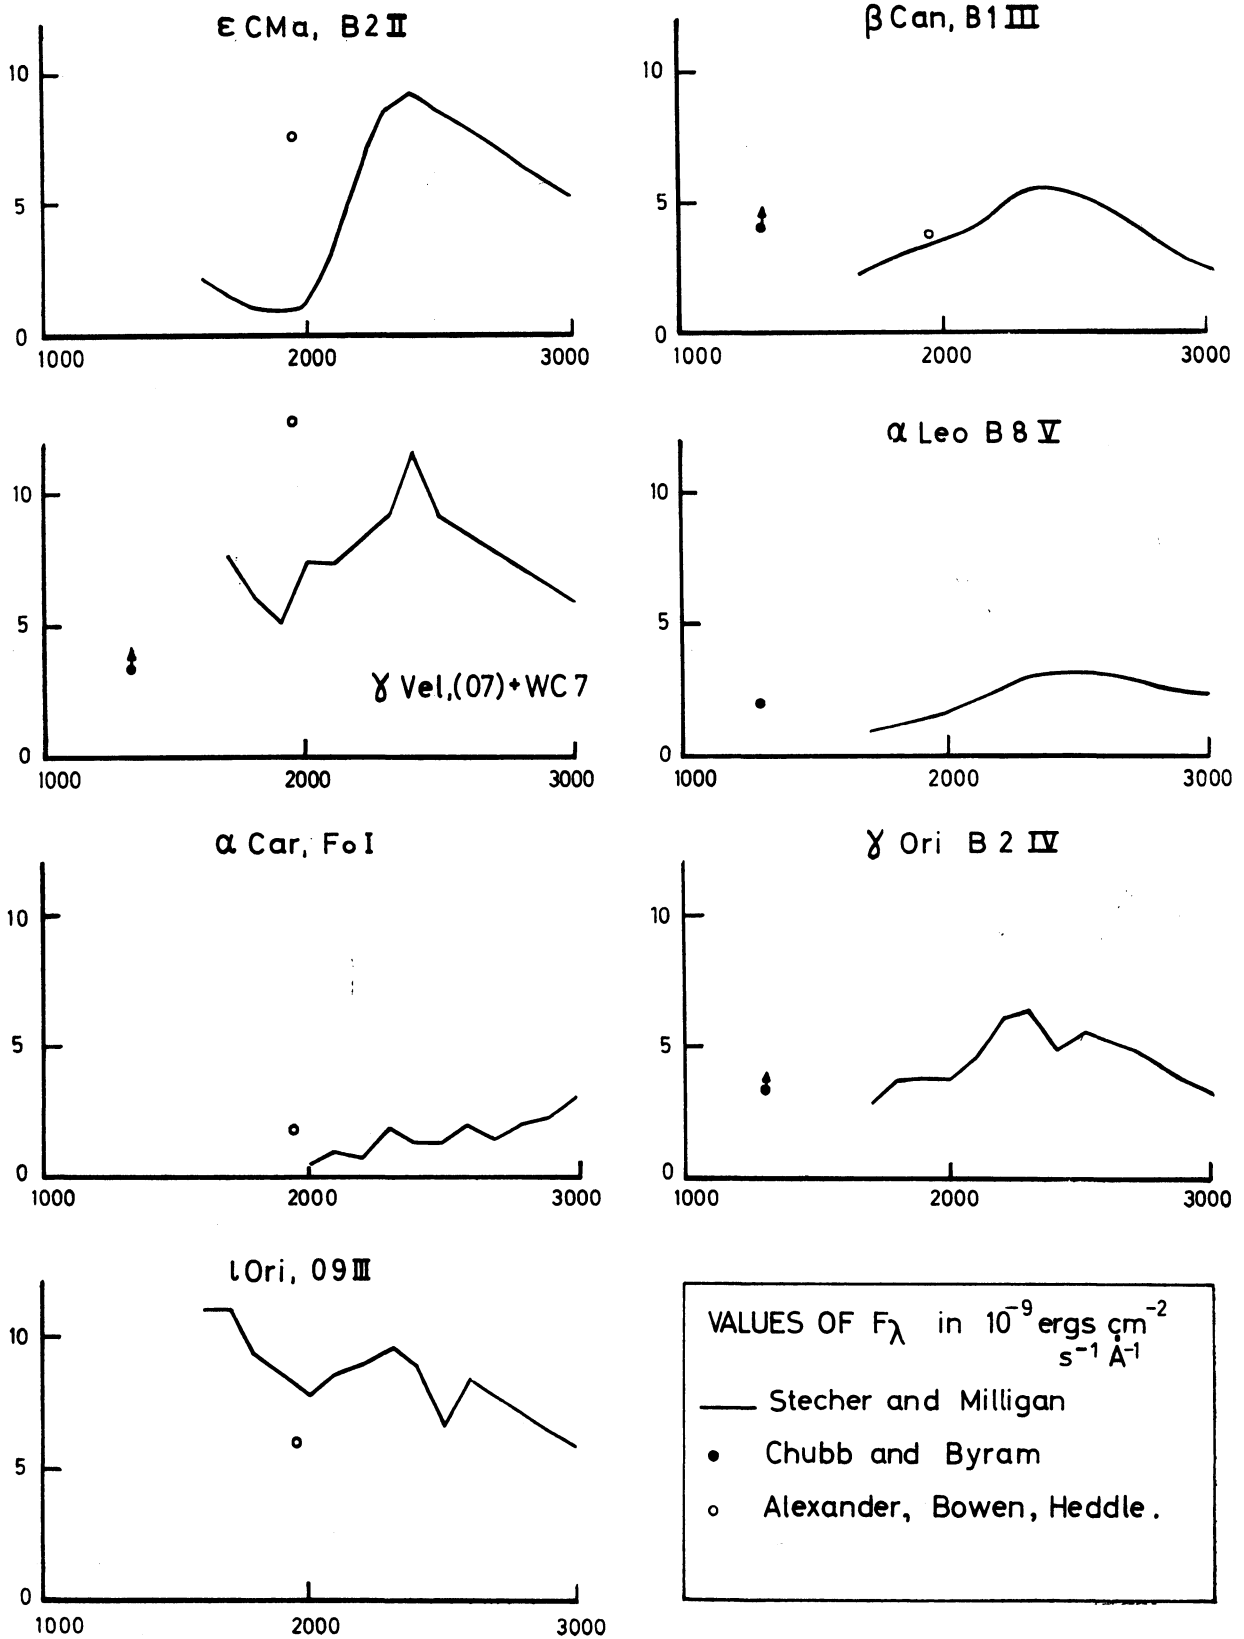 ε CMa, B2 II
10
5
0
1000 2000 3000
β Can, B1 III
10
5
0
1000 2000 3000
10
5
0
1000 2000 3000
γ Vel,(07)+WC7
α Leo B8 V
10
5
0
1000 2000 3000
α Car, Fo I
10
5
0
1000 2000 3000
γ Ori B2 IV
10
5
0
1000 2000 3000
ι Ori, 09 III
10
5
0
1000 2000 3000
VALUES OF Fλ in 10⁻⁹ ergs cm⁻²
s⁻¹ Å⁻¹
Stecher and Milligan
Chubb and Byram
Alexander, Bowen, Heddle.